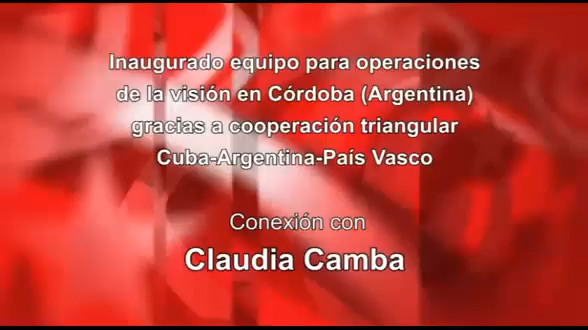 Inaugurado equipo para operaciones
de la visión en Córdoba (Argentina)
gracias a cooperación triangular
Cuba-Argentina-País Vasco
Conexión con
Claudia Camba